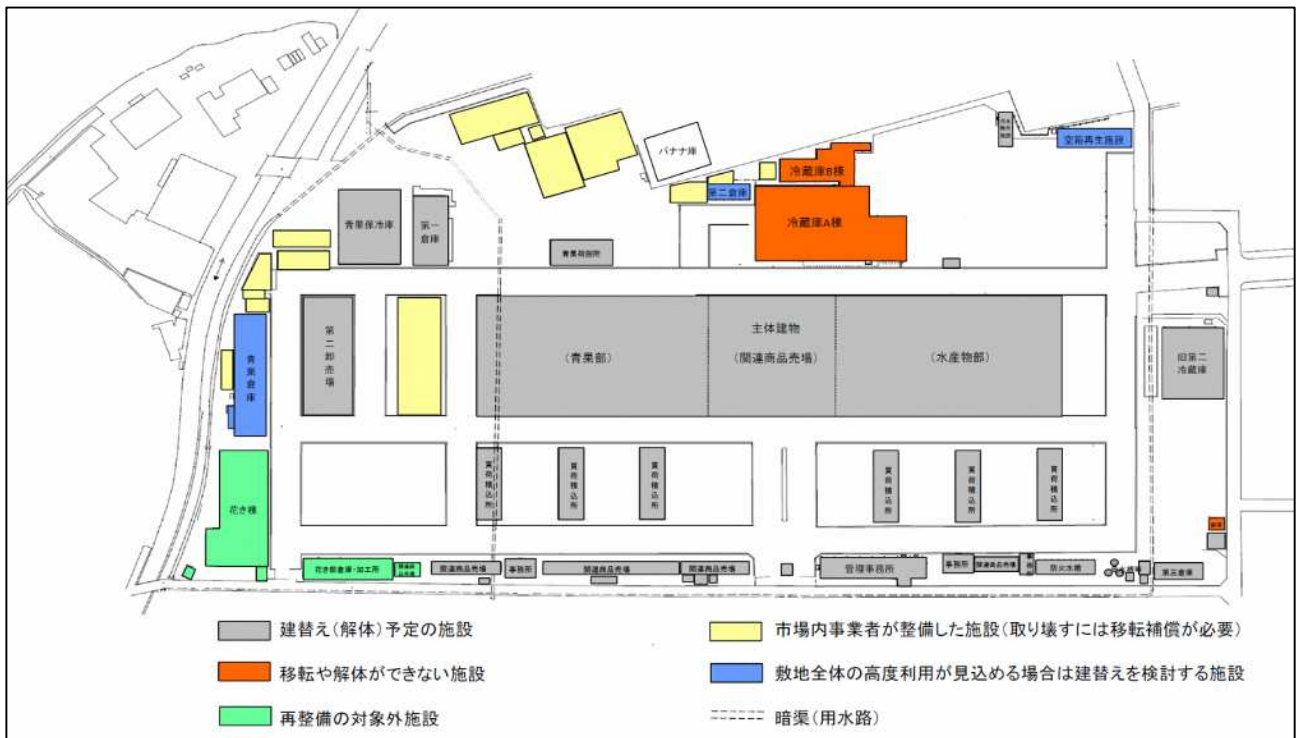 バナナ庫
空箱再生施設
冷蔵庫B棟
第二倉庫
冷蔵庫A棟
青果保冷庫
第一
倉庫
青果荷捌所
第二卸売場
(青果部)
主体建物
(関連商品売場)
(水産物部)
旧第二
冷蔵庫
青果倉庫
買荷積込所
買荷積込所
買荷積込所
買荷積込所
買荷積込所
買荷積込所
花き棟
花き部倉庫・加工所
関連商
品売場
関連商品売場
事務所
関連商品売場
関連商品売場
管理事務所
事務所
関連商品売場
防火水槽
第三倉庫
建替え(解体)予定の施設
市場内事業者が整備した施設(取り壊すには移転補償が必要)
移転や解体ができない施設
敷地全体の高度利用が見込める場合は建替えを検討する施設
再整備の対象外施設
暗渠(用水路)